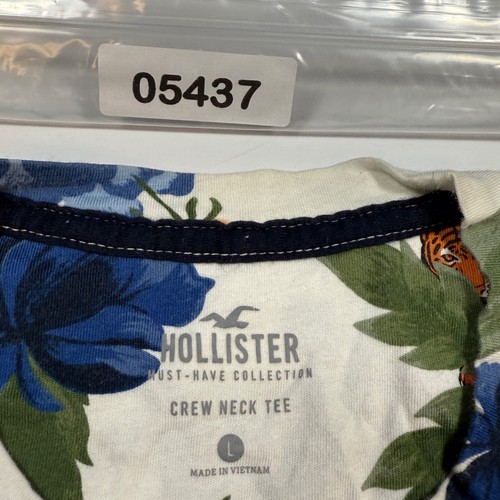 05437
HOLLISTER
MUST-HAVE COLLECTION
CREW NECK TEE
L
MADE IN VIETNAM